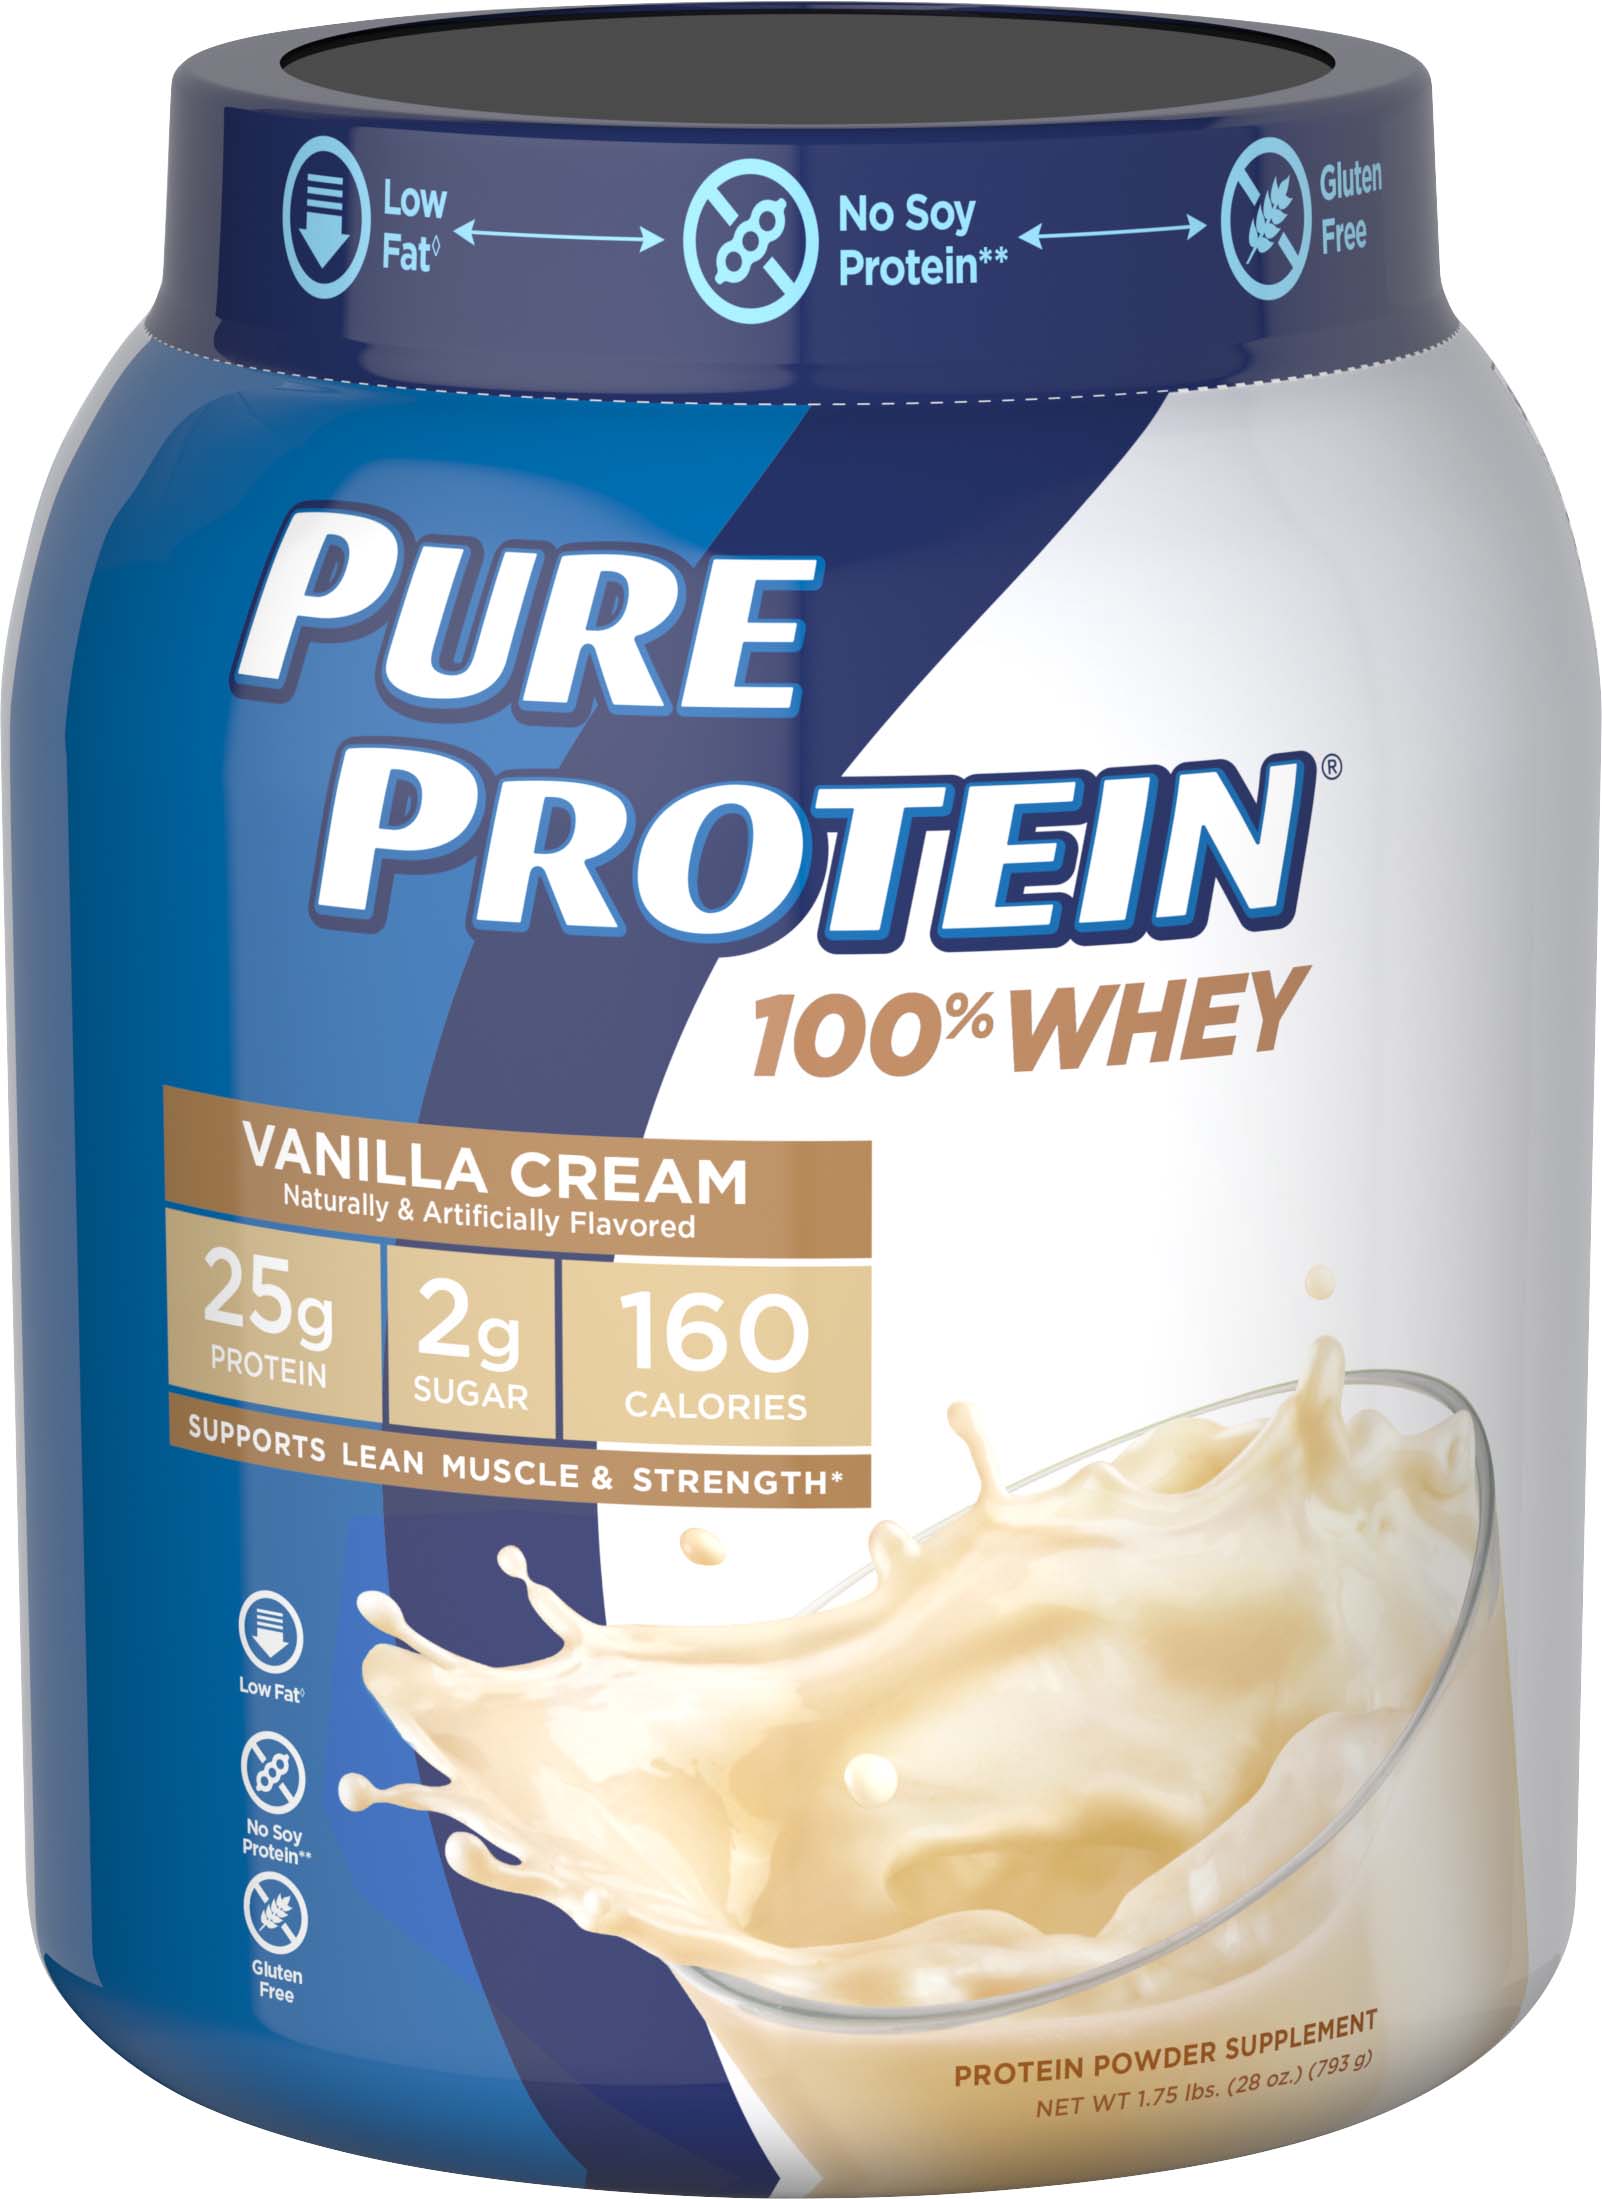 Low
Fat◊
No Soy
Protein**
Gluten
Free
PURE
PROTEIN®
100% WHEY
VANILLA CREAM
Naturally & Artificially Flavored
25g
PROTEIN
2g
SUGAR
160
CALORIES
SUPPORTS LEAN MUSCLE & STRENGTH*
Low Fat◊
No Soy
Protein**
Gluten
Free
PROTEIN POWDER SUPPLEMENT
NET WT 1.75 lbs. (28 oz.) (793 g)